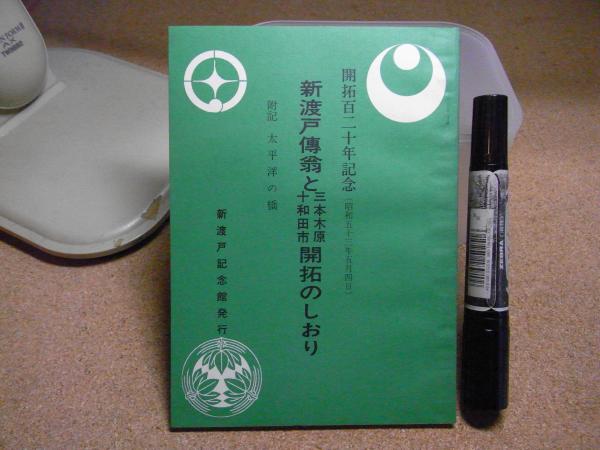 開拓百二十年記念(昭和五十三年五月四日)
新渡戸傳翁と三本木原
十和田市開拓のしおり
附記 太平洋の橋
新渡戸記念館発行
ZEBRA